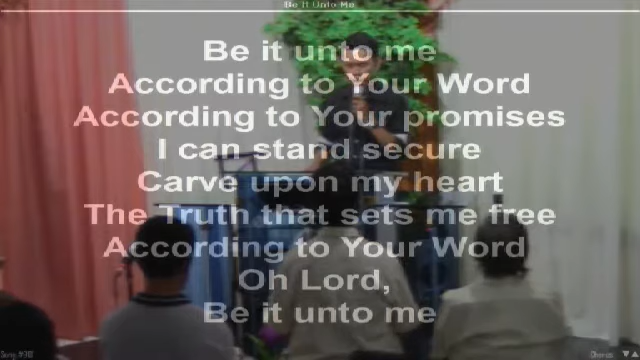 Be It Unto Me
Be it unto me
According to Your Word
According to Your promises
I can stand secure
Carve upon my heart
The Truth that sets me free
According to Your Word
Oh Lord,
Be it unto me
Chorus